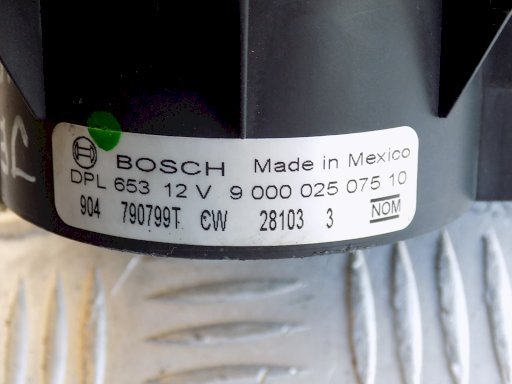 BOSCH Made in Mexico
DPL 653 12 V 9 000 025 075 10
904 790799T CW 28103 3 NOM